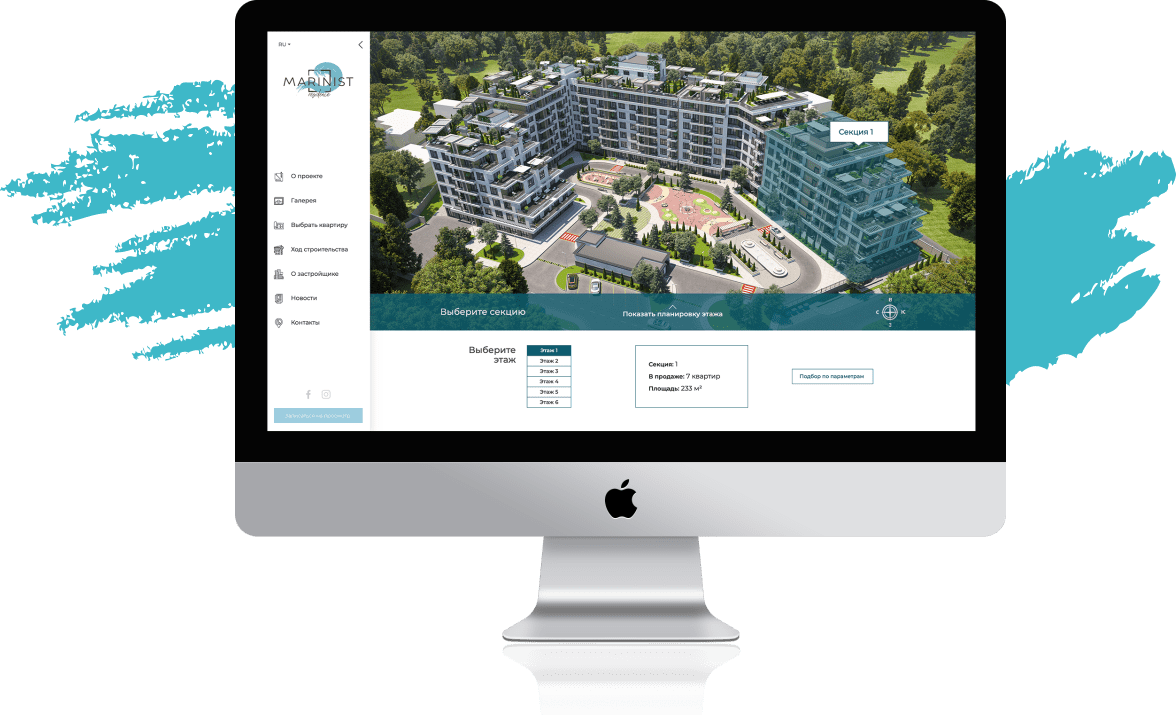 RU
MARINIST
residence
О проекте
Галерея
Выбрать квартиру
Ход строительства
О застройщике
Новости
Контакты
Секция 1
Выберите секцию
Показать планировку этажа
В
С
Ю
З
Выберите
этаж
Этаж 1
Этаж 2
Этаж 3
Этаж 4
Этаж 5
Этаж 6
Секция: 1
В продаже: 7 квартир
Площадь: 233 м²
Подбор по параметрам